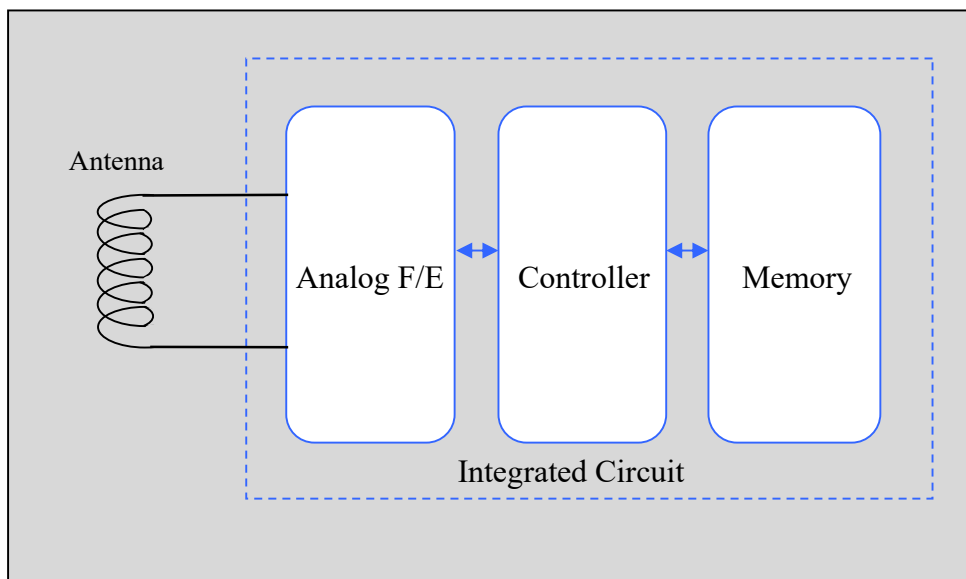 Antenna
Analog F/E
Controller
Memory
Integrated Circuit